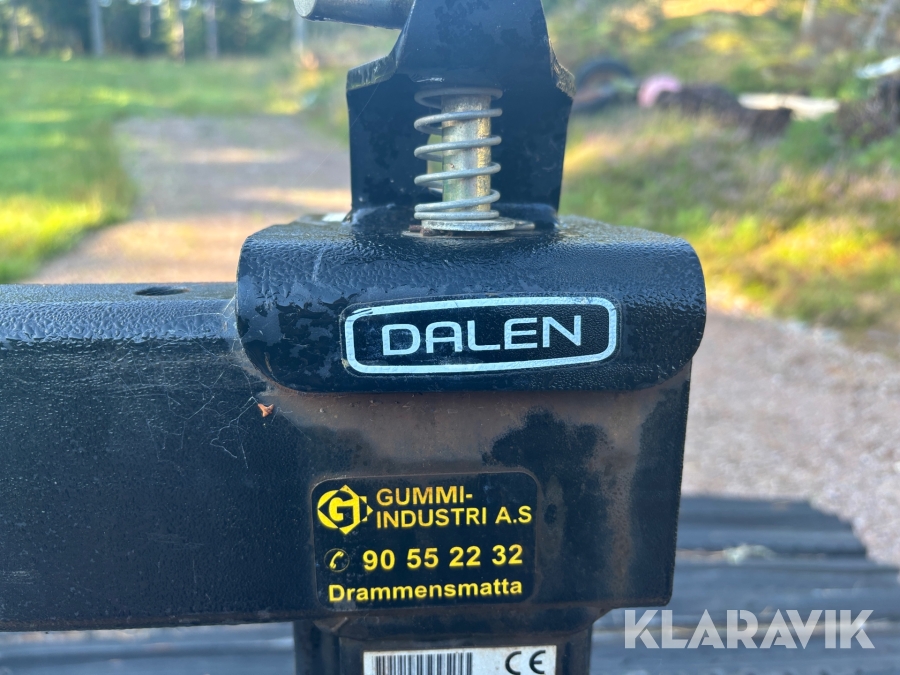 DALEN
GUMMI-
INDUSTRI A.S
90 55 22 32
Drammensmatta
CE
KLARAVIK